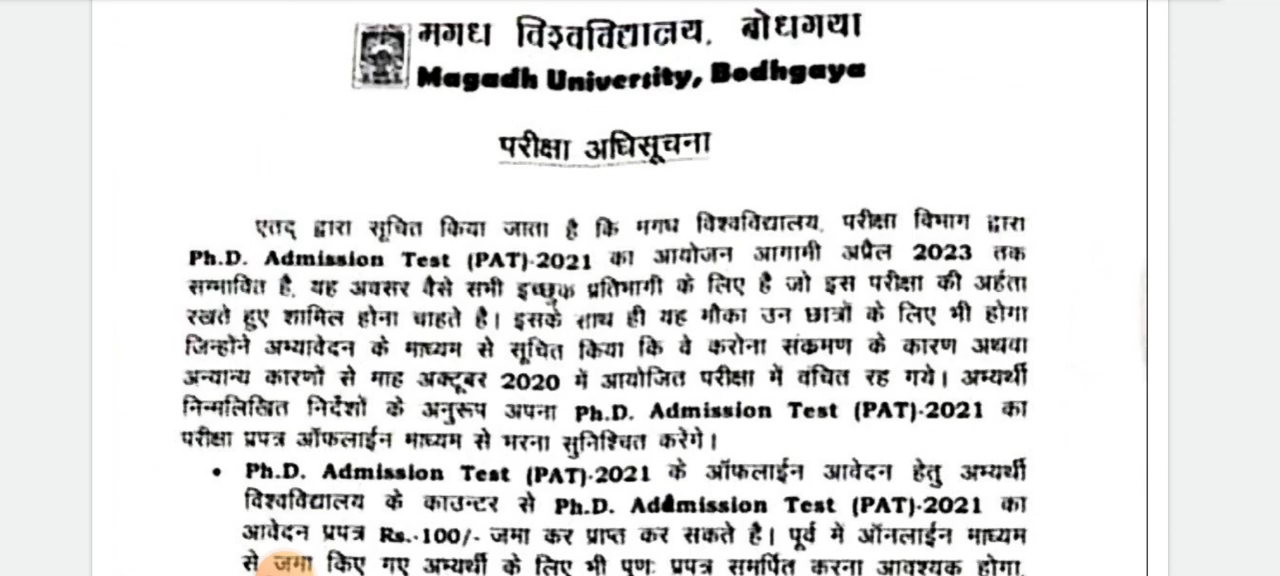 मगध विश्वविद्यालय, बोधगया
Magadh University, Bodhgaya
परीक्षा अधिसूचना
एतद् द्वारा सूचित किया जाता है कि मगध विश्वविद्यालय, परीक्षा विभाग द्वारा
Ph.D. Admission Test (PAT)-2021 का आयोजन आगामी अप्रैल 2023 तक
सम्भावित है, यह अवसर वैसे सभी इच्छुक प्रतिभागी के लिए है जो इस परीक्षा की अर्हता
रखते हुए शामिल होना चाहते है। इसके साथ ही यह मौका उन छात्रों के लिए भी होगा
जिन्होंने अभ्यावेदन के माध्यम से सूचित किया कि वे करोना संक्रमण के कारण अथवा
अन्यान्य कारणों से माह अक्टूबर 2020 में आयोजित परीक्षा में वंचित रह गये। अभ्यर्थी
निन्मलिखित निर्देशों के अनुरूप अपना Ph.D. Admission Test (PAT)-2021 का
परीक्षा प्रपत्र ऑफलाईन माध्यम से भरना सुनिश्चित करेगे।
• Ph.D. Admission Test (PAT)-2021 के ऑफलाईन आवेदन हेतु अभ्यर्थी
विश्वविद्यालय के काउन्टर से Ph.D. Addmission Test (PAT)-2021 का
आवेदन प्रपत्र Rs.-100/- जमा कर प्राप्त कर सकते है। पूर्व में ऑनलाईन माध्यम
से जमा किए गए अभ्यर्थी के लिए भी पुणः प्रपत्र समर्पित करना आवश्यक होगा,